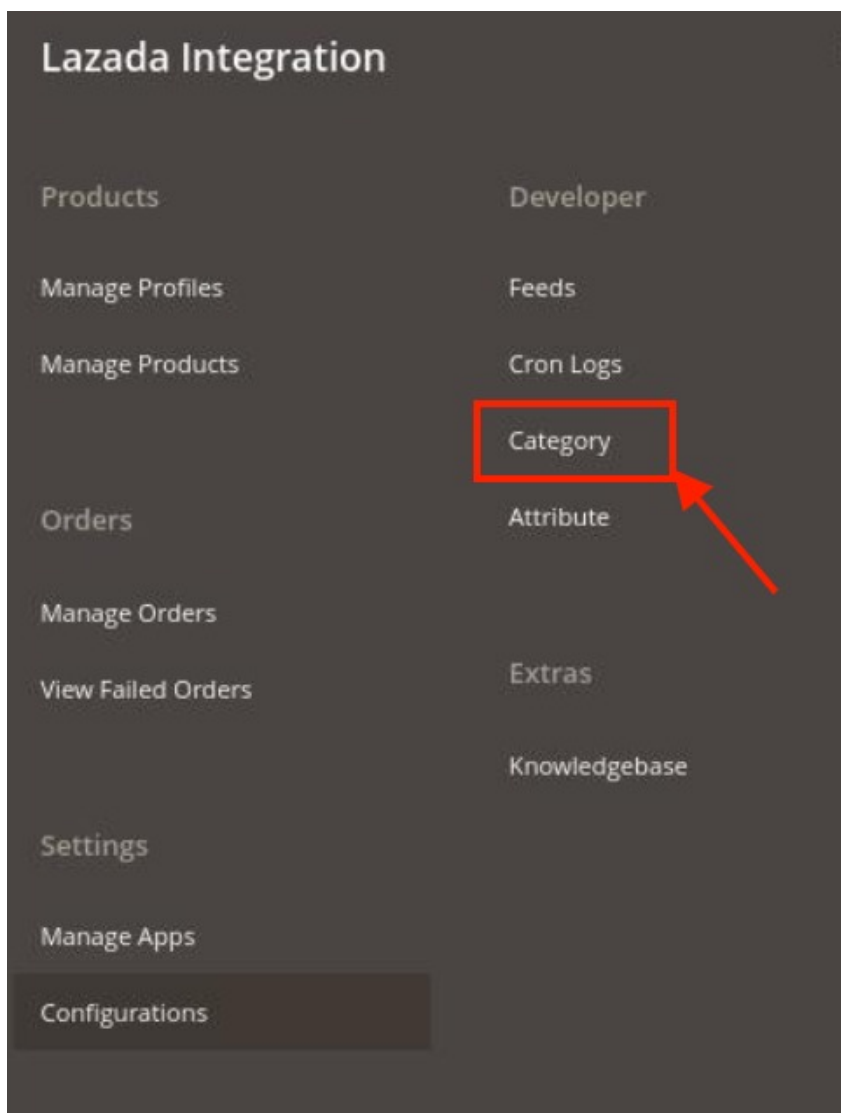 Lazada Integration
Products
Manage Profiles
Manage Products
Orders
Manage Orders
View Failed Orders
Settings
Manage Apps
Configurations
Developer
Feeds
Cron Logs
Category
Attribute
Extras
Knowledgebase